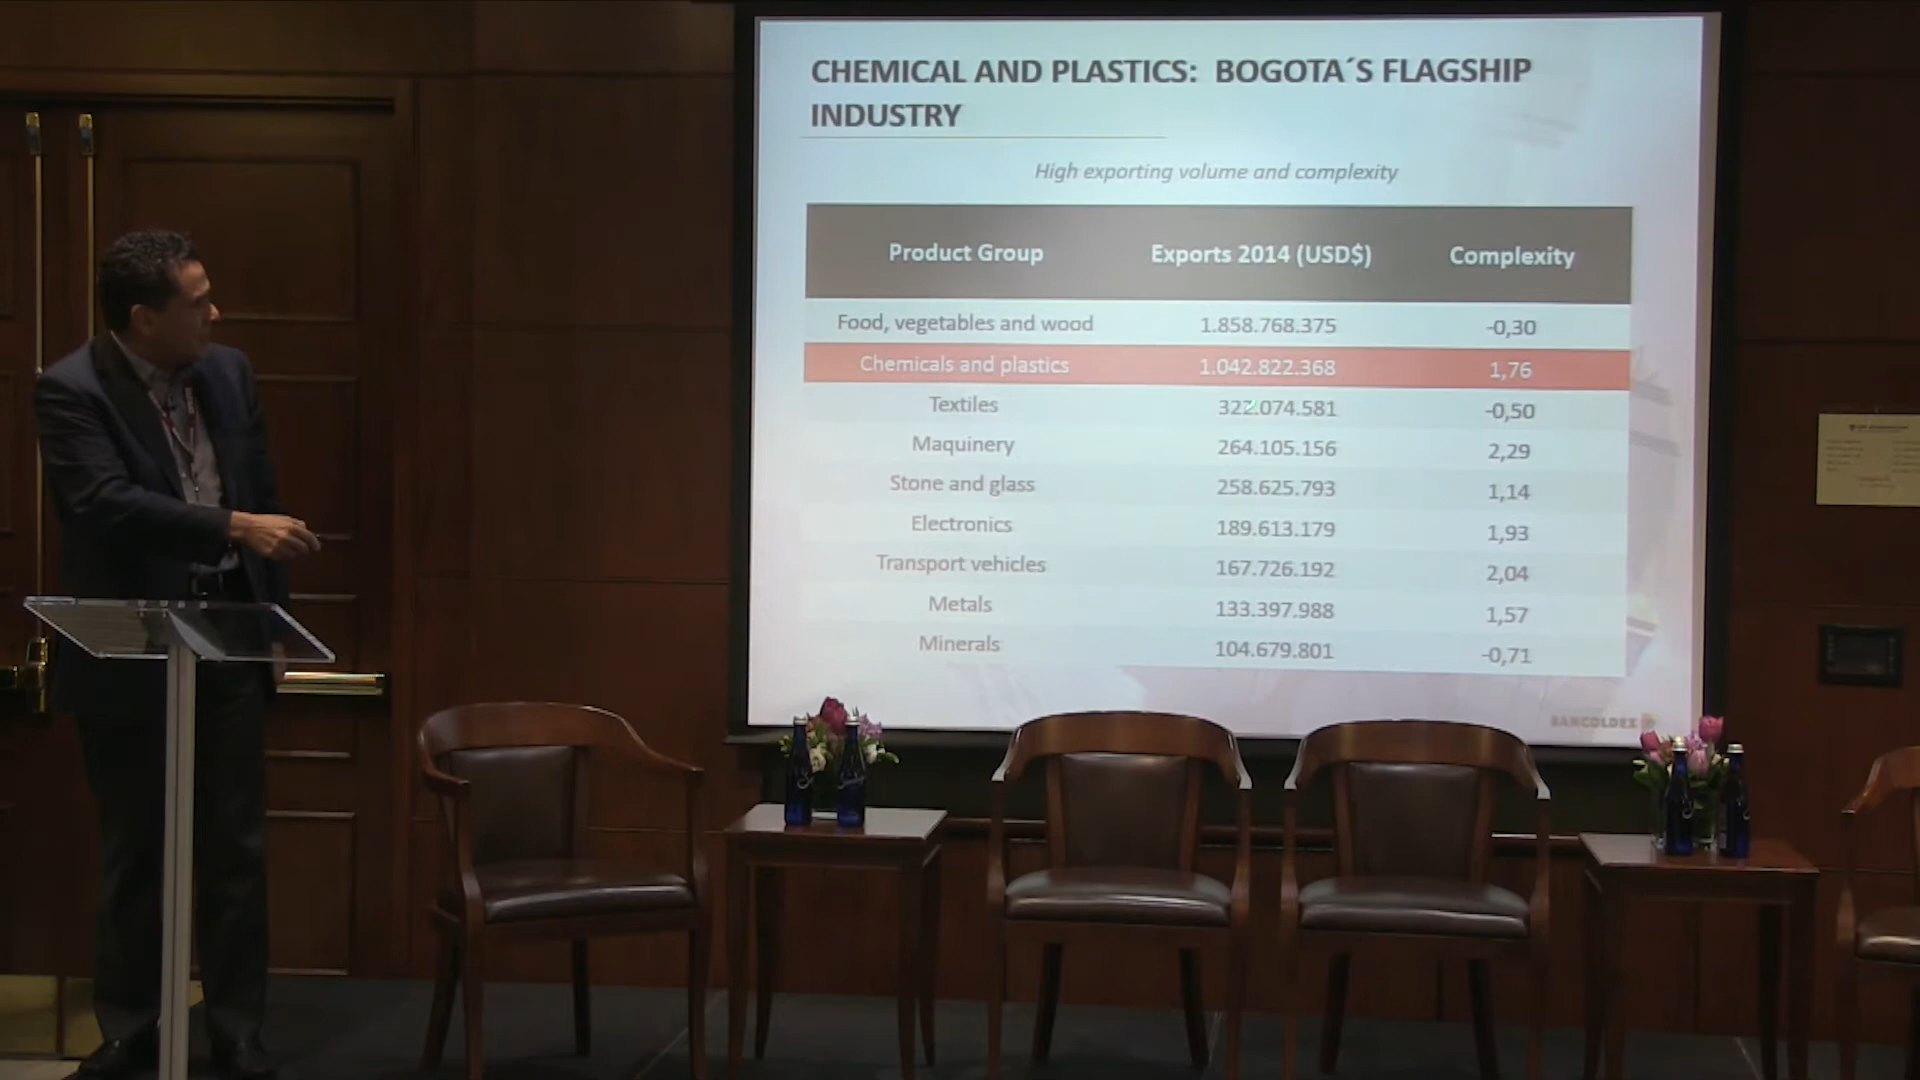 CHEMICAL AND PLASTICS: BOGOTA´S FLAGSHIP
INDUSTRY
High exporting volume and complexity
Product Group Exports 2014 (USD$) Complexity
Food, vegetables and wood 1.858.768.375 -0,30
Chemicals and plastics 1.042.822.368 1,76
Textiles 322.074.581 -0,50
Maquinery 264.105.156 2,29
Stone and glass 258.625.793 1,14
Electronics 189.613.179 1,93
Transport vehicles 167.726.192 2,04
Metals 133.397.988 1,57
Minerals 104.679.801 -0,71
BANCOLDEX